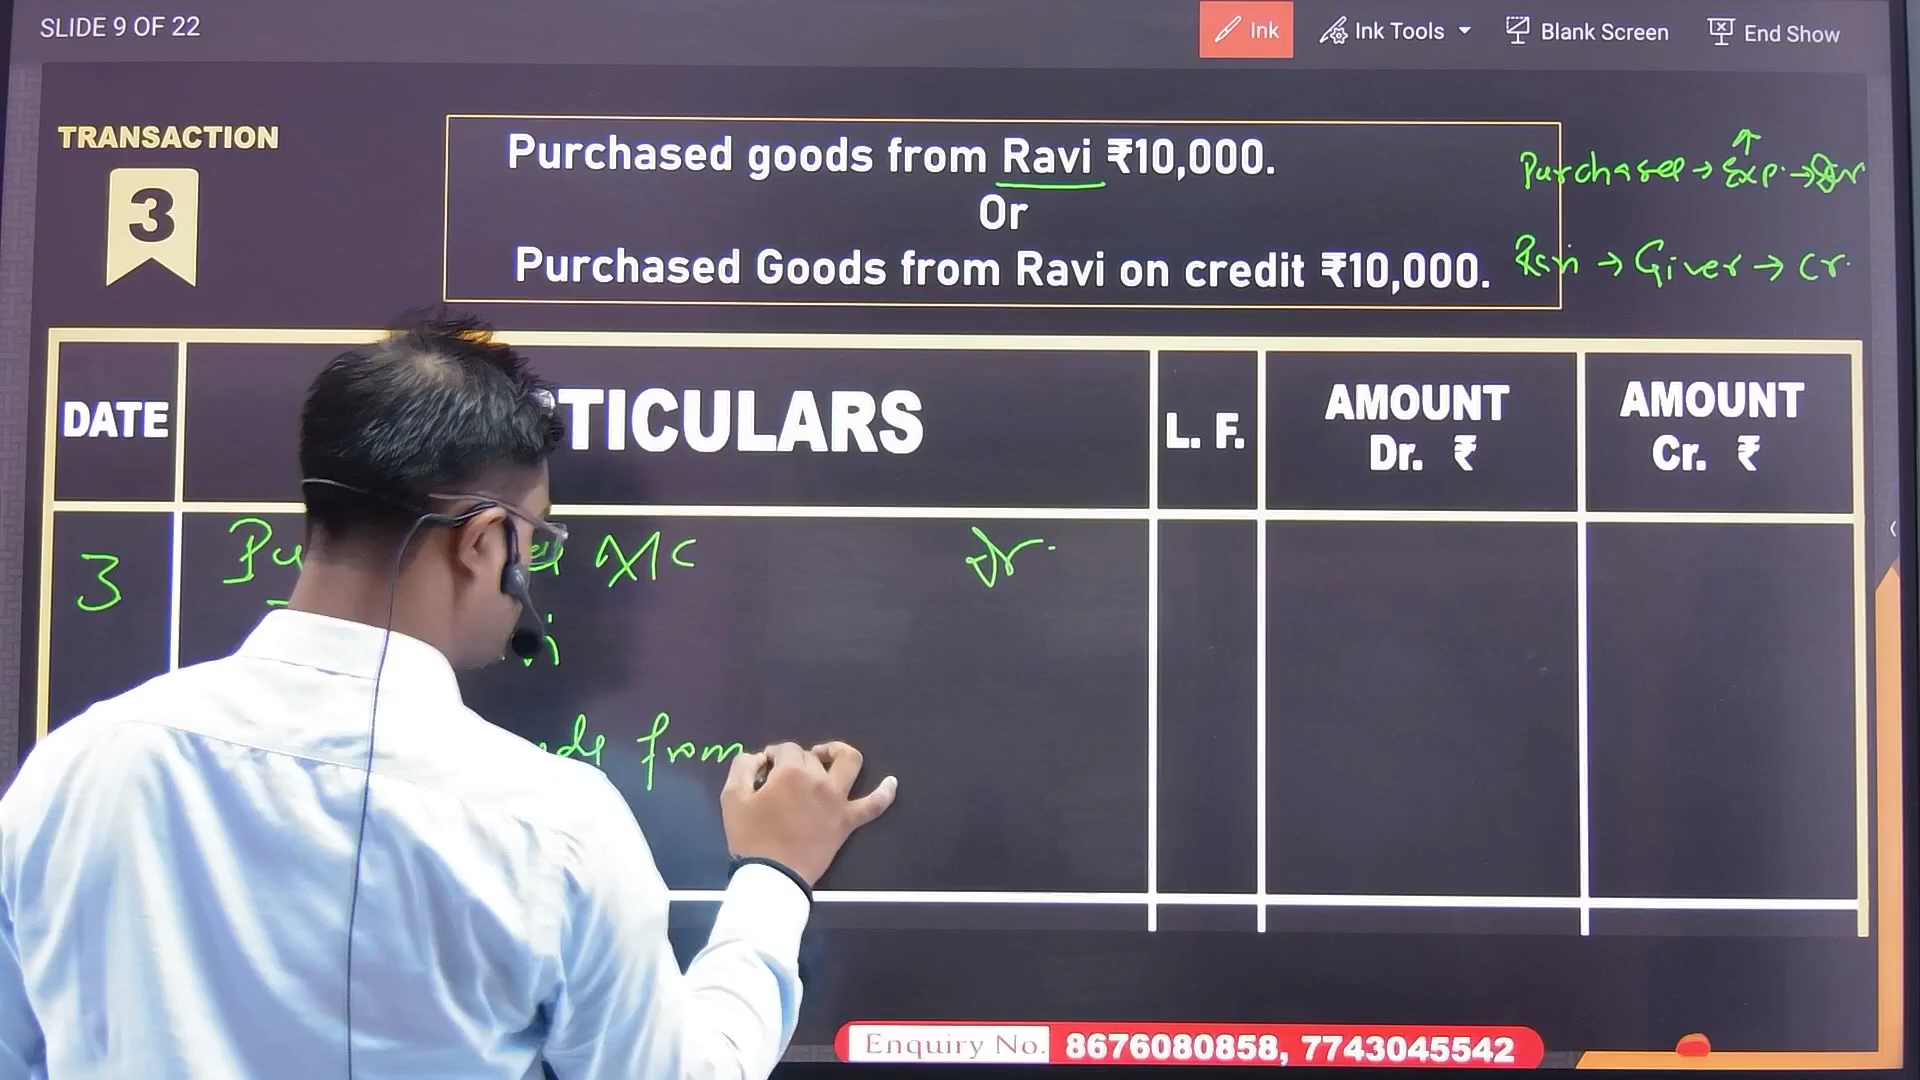 SLIDE 9 OF 22
Ink
Ink Tools
Blank Screen
End Show
TRANSACTION
3
Purchased goods from Ravi ₹10,000.
Or
Purchased Goods from Ravi on credit ₹10,000.
Purchases → Exp. ↑ → Dr
Ravi → Giver → Cr.
DATE
TICULARS
L. F.
AMOUNT
Dr. ₹
AMOUNT
Cr. ₹
3
Pu
A/C
Dr.
from
Enquiry No. 8676080858, 7743045542